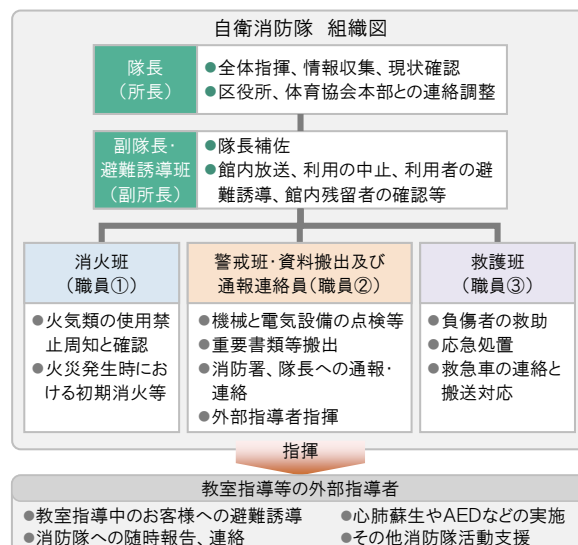 自衛消防隊 組織図
隊長
（所長）
●全体指揮、情報収集、現状確認
●区役所、体育協会本部との連絡調整
副隊長・
避難誘導班
（副所長）
●隊長補佐
●館内放送、利用の中止、利用者の避
難誘導、館内残留者の確認等
消火班
（職員①）
●火気類の使用禁
止周知と確認
●火災発生時にお
ける初期消火等
警戒班・資料搬出及び
通報連絡員（職員②）
●機械と電気設備の点検等
●重要書類等搬出
●消防署、隊長への通報・
連絡
●外部指導者指揮
救護班
（職員③）
●負傷者の救助
●応急処置
●救急車の連絡と
搬送対応
指揮
教室指導等の外部指導者
●教室指導中のお客様への避難誘導
●消防隊への随時報告、連絡
●心肺蘇生やAEDなどの実施
●その他消防隊活動支援